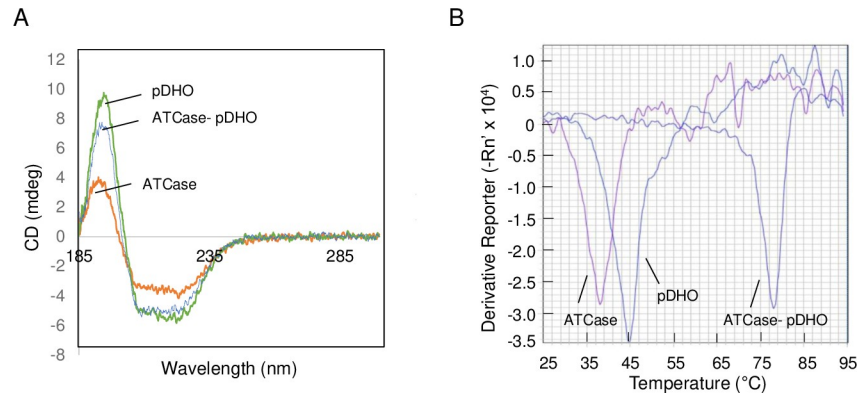 A
12
10
8
6
4
2
0
-2
-4
-6
-8
CD (mdeg)
pDHO
ATCase- pDHO
ATCase
185
235
285
Wavelength (nm)
B
1.0
0.5
0
-0.5
-1.0
-1.5
-2.0
-2.5
-3.0
-3.5
Derivative Reporter (-Rn' x 10⁴)
ATCase
pDHO
ATCase- pDHO
25 35 45 55 65 75 85 95
Temperature (°C)